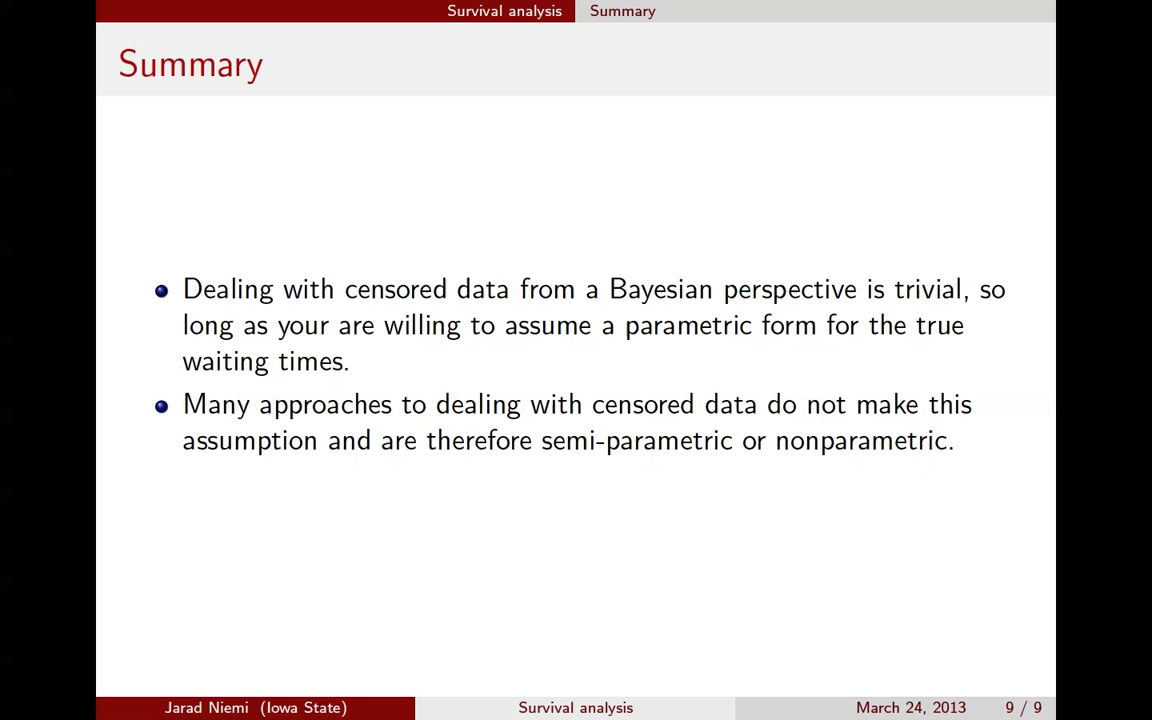 Survival analysis Summary
Summary
Dealing with censored data from a Bayesian perspective is trivial, so
long as your are willing to assume a parametric form for the true
waiting times.
Many approaches to dealing with censored data do not make this
assumption and are therefore semi-parametric or nonparametric.
Jarad Niemi (Iowa State) Survival analysis March 24, 2013 9 / 9